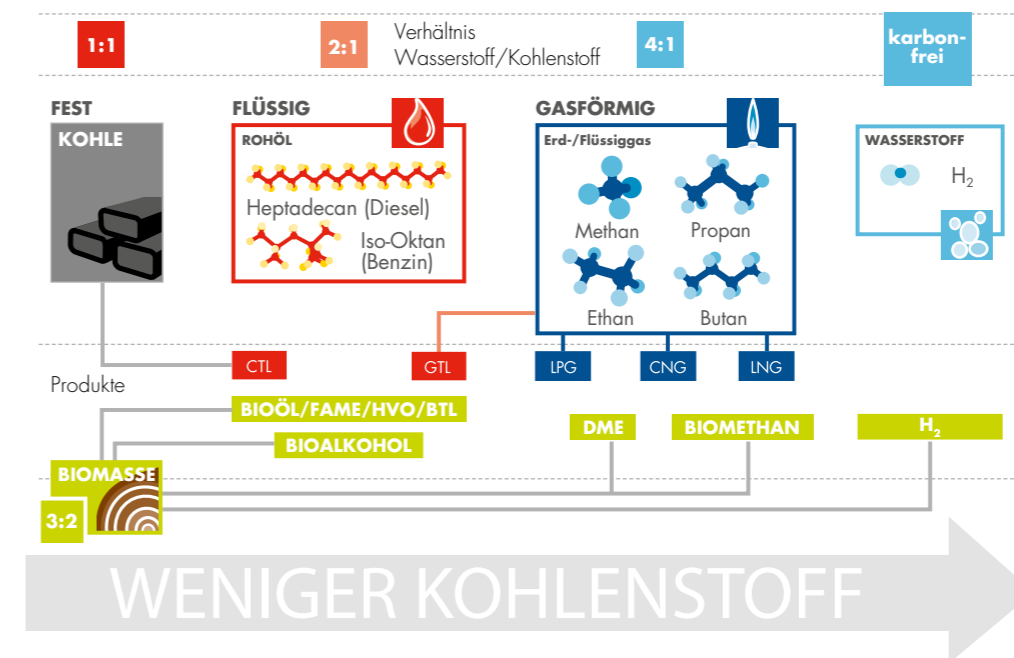 1:1
2:1
Verhältnis
Wasserstoff/Kohlenstoff
4:1
karbon-
frei
FEST
FLÜSSIG
GASFÖRMIG
KOHLE
ROHÖL
Heptadecan (Diesel)
Iso-Oktan
(Benzin)
Erd-/Flüssiggas
Methan
Propan
Ethan
Butan
WASSERSTOFF
H₂
Produkte
CTL
GTL
LPG
CNG
LNG
BIOÖL/FAME/HVO/BTL
BIOALKOHOL
DME
BIOMETHAN
H₂
BIOMASSE
3:2
WENIGER KOHLENSTOFF